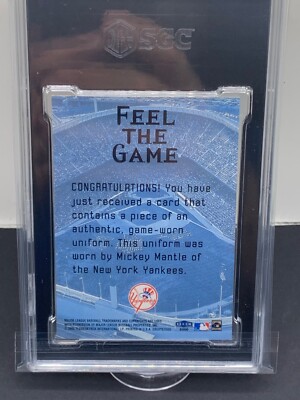 SGC
FEEL
THE
GAME
CONGRATULATIONS! You have
just received a card that
contains a piece of an
authentic, game-worn
uniform. This uniform was
worn by Mickey Mantle of
the New York Yankees.